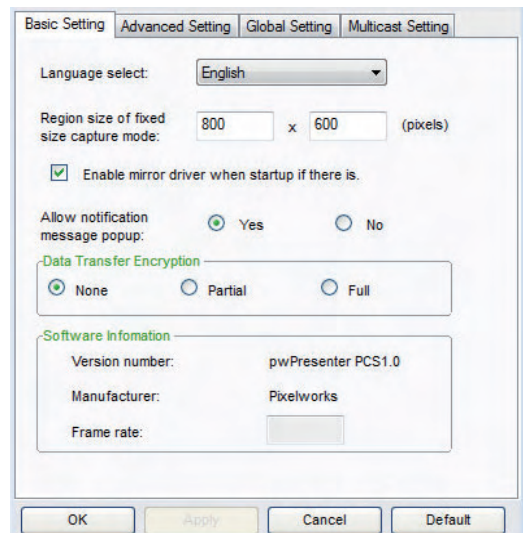 Basic Setting Advanced Setting Global Setting Multicast Setting
Language select: English
Region size of fixed
size capture mode: 800 x 600 (pixels)
Enable mirror driver when startup if there is.
Allow notification
message popup: Yes No
Data Transfer Encryption
None Partial Full
Software Infomation
Version number: pwPresenter PCS1.0
Manufacturer: Pixelworks
Frame rate:
OK Apply Cancel Default